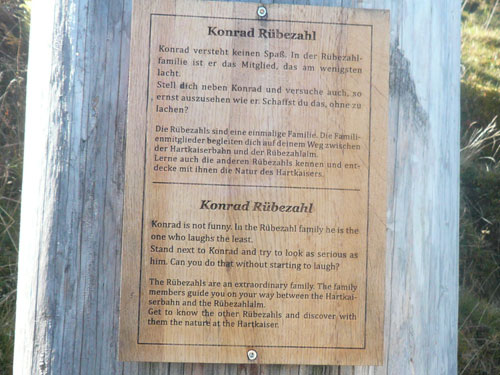 Konrad Rübezahl
Konrad versteht keinen Spaß. In der Rübezahl-
familie ist er das Mitglied, das am wenigsten
lacht.
Stell dich neben Konrad und versuche auch, so
ernst auszusehen wie er. Schaffst du das, ohne zu
lachen?
Die Rübezahls sind eine einmalige Familie. Die Famili-
enmitglieder begleiten dich auf deinem Weg zwischen
der Hartkaiserbahn und der Rübezahlalm.
Lerne auch die anderen Rübezahls kennen und ent-
decke mit ihnen die Natur des Hartkaisers.
Konrad Rübezahl
Konrad is not funny. In the Rübezahl family he is the
one who laughs the least.
Stand next to Konrad and try to look as serious as
him. Can you do that without starting to laugh?
The Rübezahls are an extraordinary family. The family
members guide you on your way between the Hartkai-
serbahn and the Rübezahlalm.
Get to know the other Rübezahls and discover with
them the nature at the Hartkaiser.